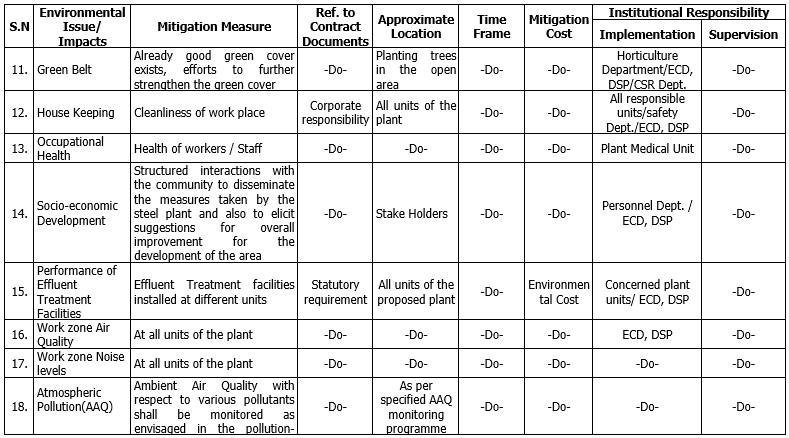 S.N
Environmental
Issue/
Impacts
Mitigation Measure
Ref. to
Contract
Documents
Approximate
Location
Time
Frame
Mitigation
Cost
Institutional Responsibility
Implementation
Supervision
11.
Green Belt
Already good green cover
exists, efforts to further
strengthen the green cover
-Do-
Planting trees
in the open
area
-Do-
-Do-
Horticulture
Department/ECD,
DSP/CSR Dept.
-Do-
12.
House Keeping
Cleanliness of work place
Corporate
responsibility
All units of the
plant
-Do-
-Do-
All responsible
units/safety
Dept./ECD, DSP
-Do-
13.
Occupational
Health
Health of workers / Staff
-Do-
-Do-
-Do-
-Do-
Plant Medical Unit
-Do-
14.
Socio-economic
Development
Structured interactions with
the community to disseminate
the measures taken by the
steel plant and also to elicit
suggestions for overall
improvement for the
development of the area
-Do-
Stake Holders
-Do-
-Do-
Personnel Dept. /
ECD, DSP
-Do-
15.
Performance of
Effluent
Treatment
Facilities
Effluent Treatment facilities
installed at different units
Statutory
requirement
All units of the
proposed plant
-Do-
Environmen
tal Cost
Concerned plant
units/ ECD, DSP
-Do-
16.
Work zone Air
Quality
At all units of the plant
-Do-
-Do-
-Do-
-Do-
ECD, DSP
-Do-
17.
Work zone Noise
levels
At all units of the plant
-Do-
-Do-
-Do-
-Do-
-Do-
-Do-
18.
Atmospheric
Pollution(AAQ)
Ambient Air Quality with
respect to various pollutants
shall be monitored as
envisaged in the pollution-
-Do-
As per
specified AAQ
monitoring
programme
-Do-
-Do-
-Do-
-Do-